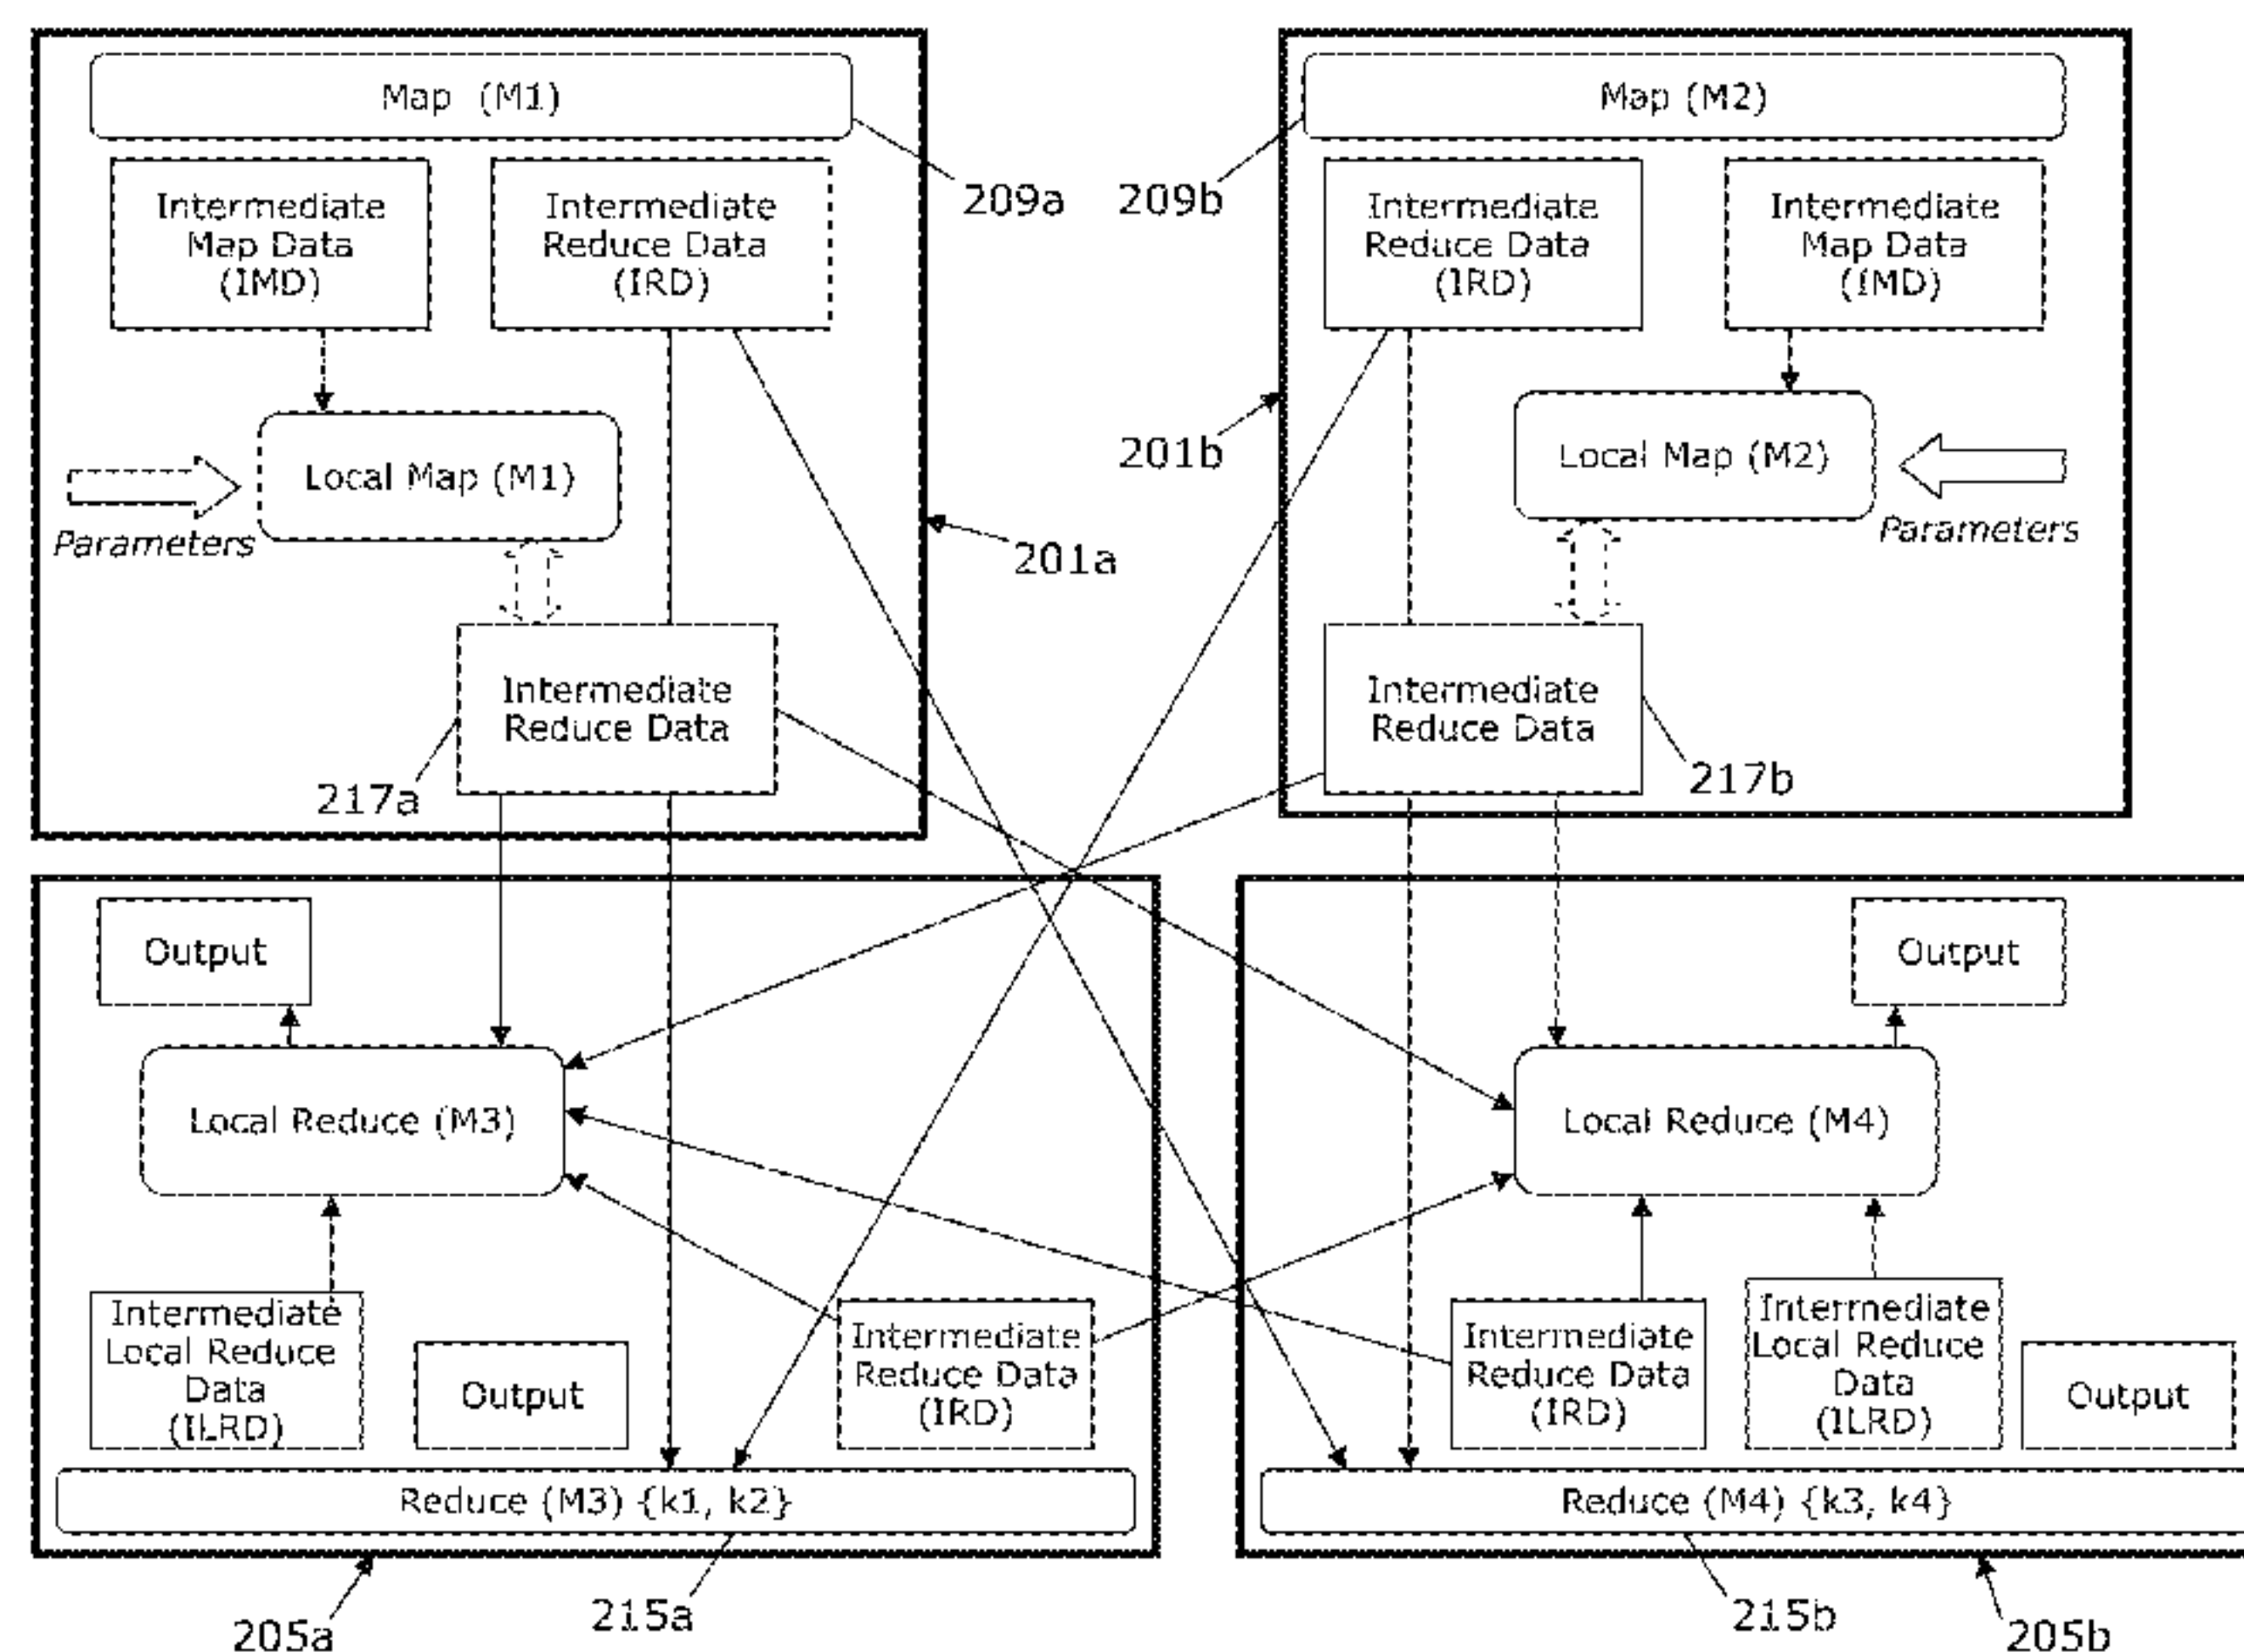 Map (M1)
Intermediate
Map Data
(IMD)
Intermediate
Reduce Data
(IRD)
209a
Local Map (M1)
Parameters
201a
Intermediate
Reduce Data
217a
Map (M2)
209b
Intermediate
Reduce Data
(IRD)
Intermediate
Map Data
(IMD)
201b
Local Map (M2)
Parameters
Intermediate
Reduce Data
217b
Output
Local Reduce (M3)
Intermediate
Local Reduce
Data
(ILRD)
Output
Intermediate
Reduce Data
(IRD)
Reduce (M3) {k1, k2}
205a
215a
Output
Local Reduce (M4)
Intermediate
Reduce Data
(IRD)
Intermediate
Local Reduce
Data
(ILRD)
Output
Reduce (M4) {k3, k4}
215b
205b